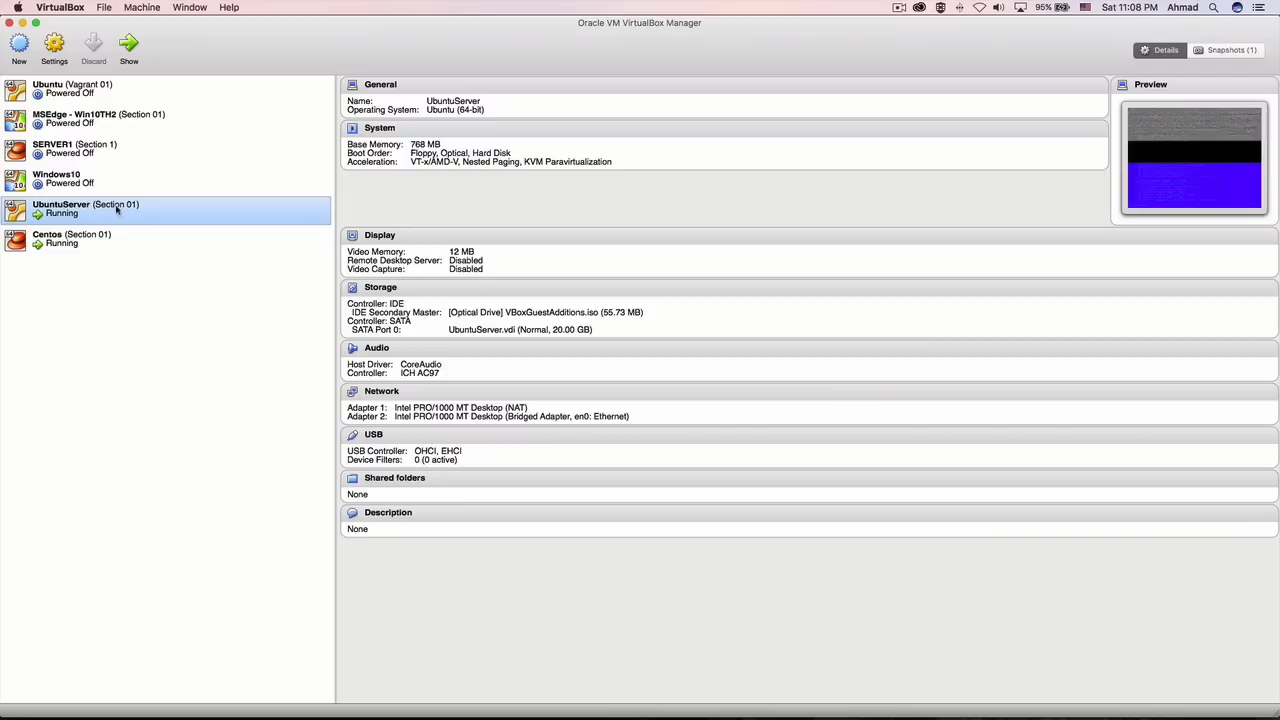 VirtualBox File Machine Window Help
95% Sat 11:08 PM Ahmad
Oracle VM VirtualBox Manager
New Settings Discard Show
Details Snapshots (1)
64 Ubuntu (Vagrant 01)
Powered Off
64 10 MSEdge - Win10TH2 (Section 01)
Powered Off
64 SERVER1 (Section 1)
Powered Off
64 10 Windows10
Powered Off
64 UbuntuServer (Section 01)
Running
64 Centos (Section 01)
Running
General
Name: UbuntuServer
Operating System: Ubuntu (64-bit)
System
Base Memory: 768 MB
Boot Order: Floppy, Optical, Hard Disk
Acceleration: VT-x/AMD-V, Nested Paging, KVM Paravirtualization
Preview
Display
Video Memory: 12 MB
Remote Desktop Server: Disabled
Video Capture: Disabled
Storage
Controller: IDE
IDE Secondary Master: [Optical Drive] VBoxGuestAdditions.iso (55.73 MB)
Controller: SATA
SATA Port 0: UbuntuServer.vdi (Normal, 20.00 GB)
Audio
Host Driver: CoreAudio
Controller: ICH AC97
Network
Adapter 1: Intel PRO/1000 MT Desktop (NAT)
Adapter 2: Intel PRO/1000 MT Desktop (Bridged Adapter, en0: Ethernet)
USB
USB Controller: OHCI, EHCI
Device Filters: 0 (0 active)
Shared folders
None
Description
None